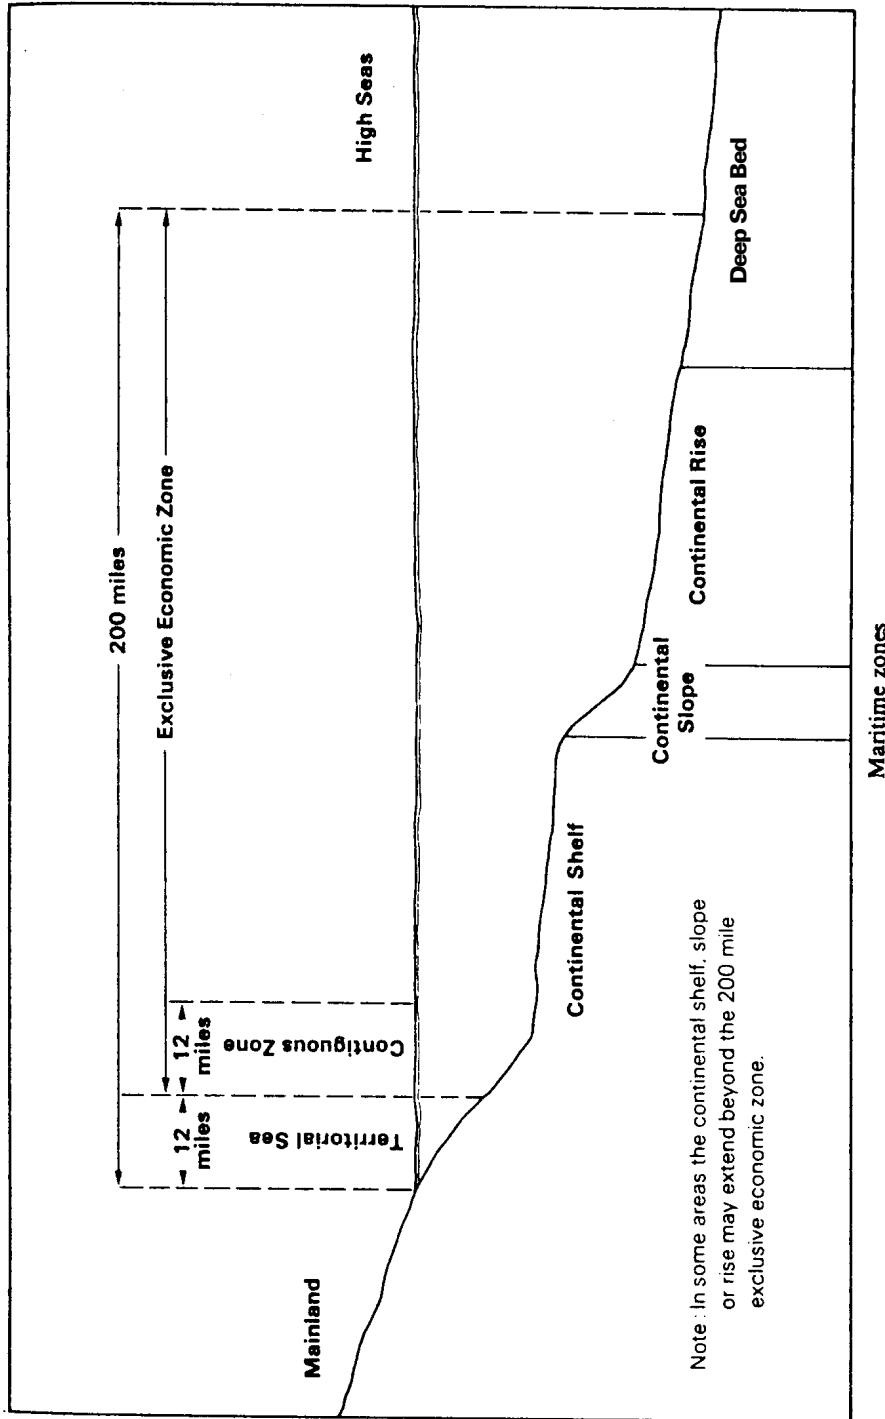 200 miles
Exclusive Economic Zone
12
miles
12
miles
Territorial Sea
Contiguous Zone
Mainland
High Seas
Continental Shelf
Continental
Slope
Continental Rise
Deep Sea Bed
Note : In some areas the continental shelf, slope
or rise may extend beyond the 200 mile
exclusive economic zone.
Maritime zones